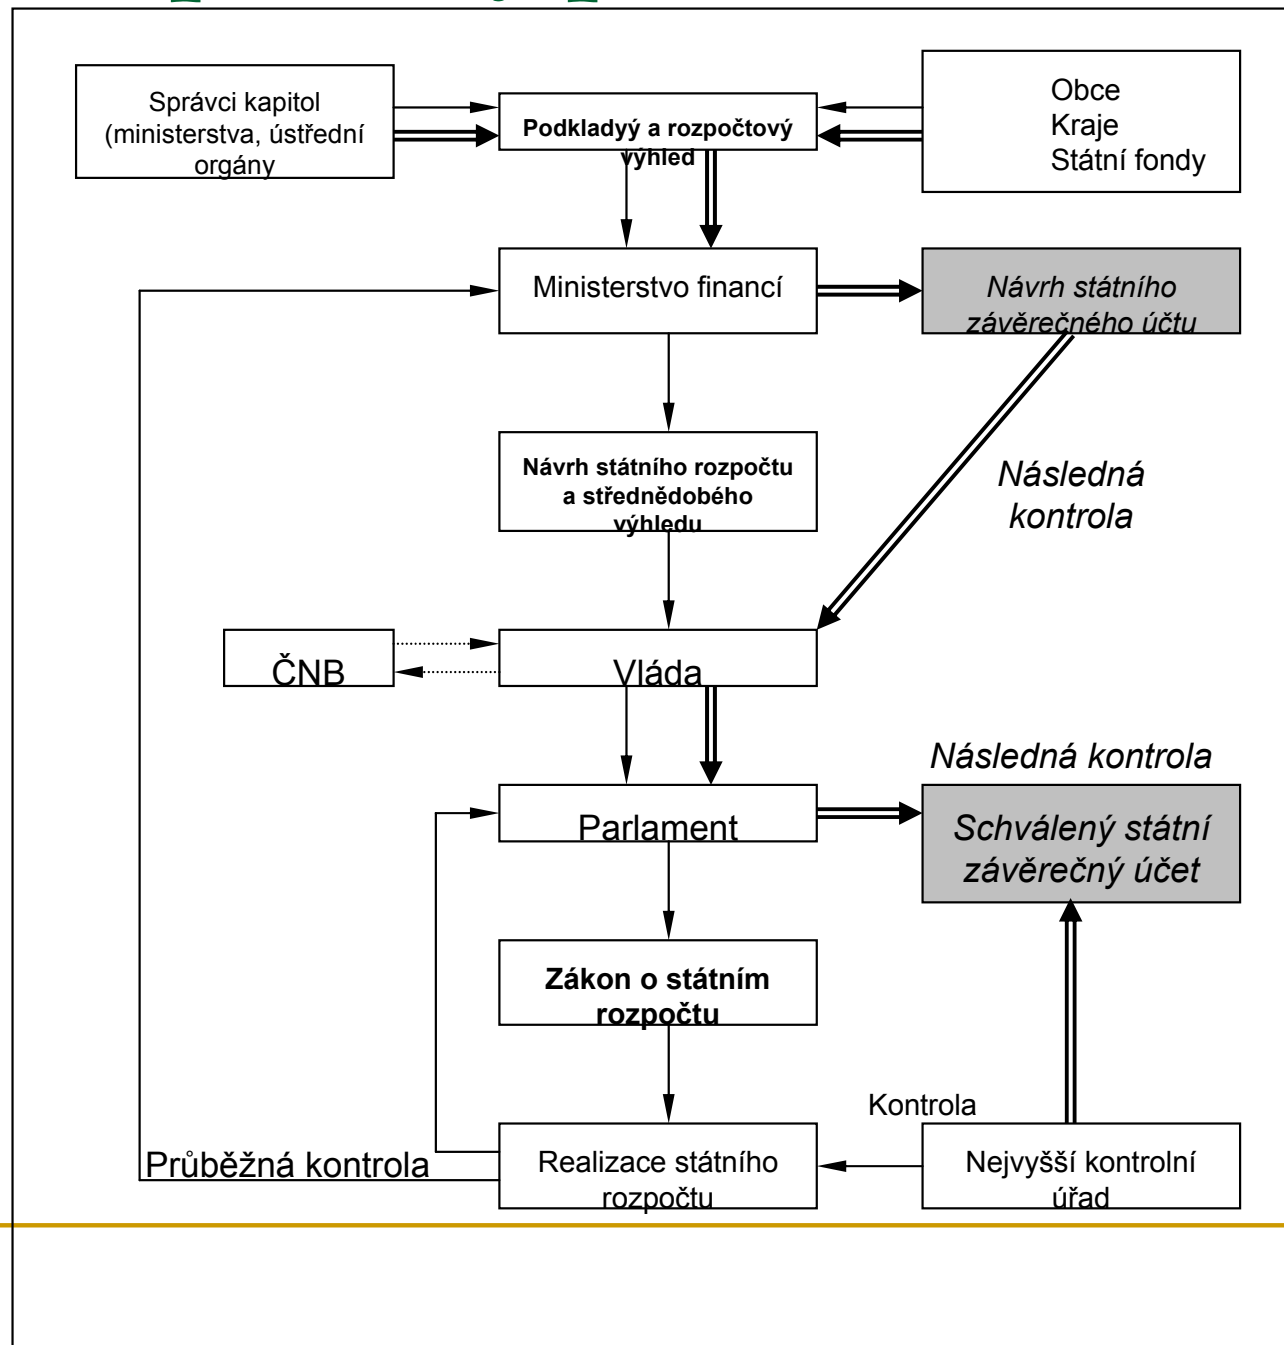 Správci kapitol
(ministerstva, ústřední
orgány
Podkladyý a rozpočtový
výhled
Obce
Kraje
Státní fondy
Ministerstvo financí
Návrh státního
závěrečného účtu
Návrh státního rozpočtu
a střednědobého
výhledu
Následná
kontrola
ČNB
Vláda
Následná kontrola
Parlament
Schválený státní
závěrečný účet
Zákon o státním
rozpočtu
Kontrola
Průběžná kontrola
Realizace státního
rozpočtu
Nejvyšší kontrolní
úřad